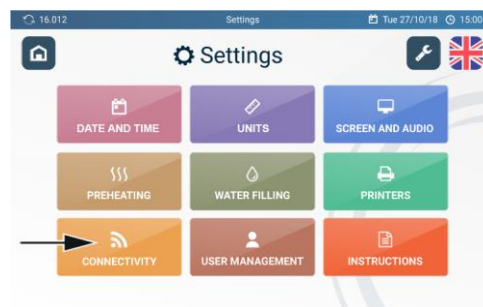 16.012 Settings Tue 27/10/18 15:00
Settings
DATE AND TIME UNITS SCREEN AND AUDIO
PREHEATING WATER FILLING PRINTERS
CONNECTIVITY USER MANAGEMENT INSTRUCTIONS